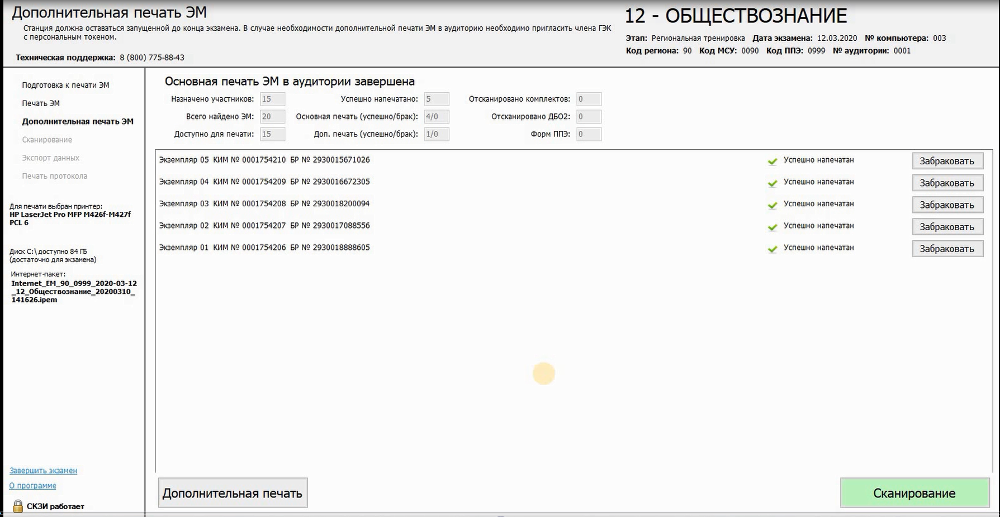 Дополнительная печать ЭМ
Станция должна оставаться запущенной до конца экзамена. В случае необходимости дополнительной печати ЭМ в аудиторию необходимо пригласить члена ГЭК
с персональным токеном.
Техническая поддержка: 8 (800) 775-88-43
12 - ОБЩЕСТВОЗНАНИЕ
Этап: Региональная тренировка Дата экзамена: 12.03.2020 № компьютера: 003
Код региона: 90 Код МСУ: 0090 Код ППЭ: 0999 № аудитории: 0001
Подготовка к печати ЭМ
Печать ЭМ
Дополнительная печать ЭМ
Сканирование
Экспорт данных
Печать протокола
Для печати выбран принтер:
HP LaserJet Pro MFP M426f-M427f
PCL 6
Диск C:\ доступно 84 ГБ
(достаточно для экзамена)
Интернет-пакет:
Internet_EM_90_0999_2020-03-12
_12_Обществознание_20200310_
141626.ipem
Завершить экзамен
О программе
СКЗИ работает
Основная печать ЭМ в аудитории завершена
Назначено участников: 15 Успешно напечатано: 5 Отсканировано комплектов: 0
Всего найдено ЭМ: 20 Основная печать (успешно/брак): 4/0 Отсканировано ДБО2: 0
Доступно для печати: 15 Доп. печать (успешно/брак): 1/0 Форм ППЭ: 0
Экземпляр 05 КИМ № 0001754210 БР № 2930015671026 Успешно напечатан Забраковать
Экземпляр 04 КИМ № 0001754209 БР № 2930016672305 Успешно напечатан Забраковать
Экземпляр 03 КИМ № 0001754208 БР № 2930018200094 Успешно напечатан Забраковать
Экземпляр 02 КИМ № 0001754207 БР № 2930017088556 Успешно напечатан Забраковать
Экземпляр 01 КИМ № 0001754206 БР № 2930018888605 Успешно напечатан Забраковать
Дополнительная печать Сканирование